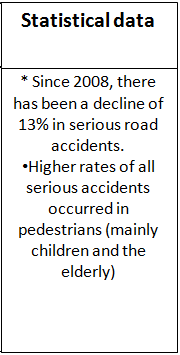 Statistical data
* Since 2008, there
has been a decline of
13% in serious road
accidents.
•Higher rates of all
serious accidents
occurred in
pedestrians (mainly
children and the
elderly)